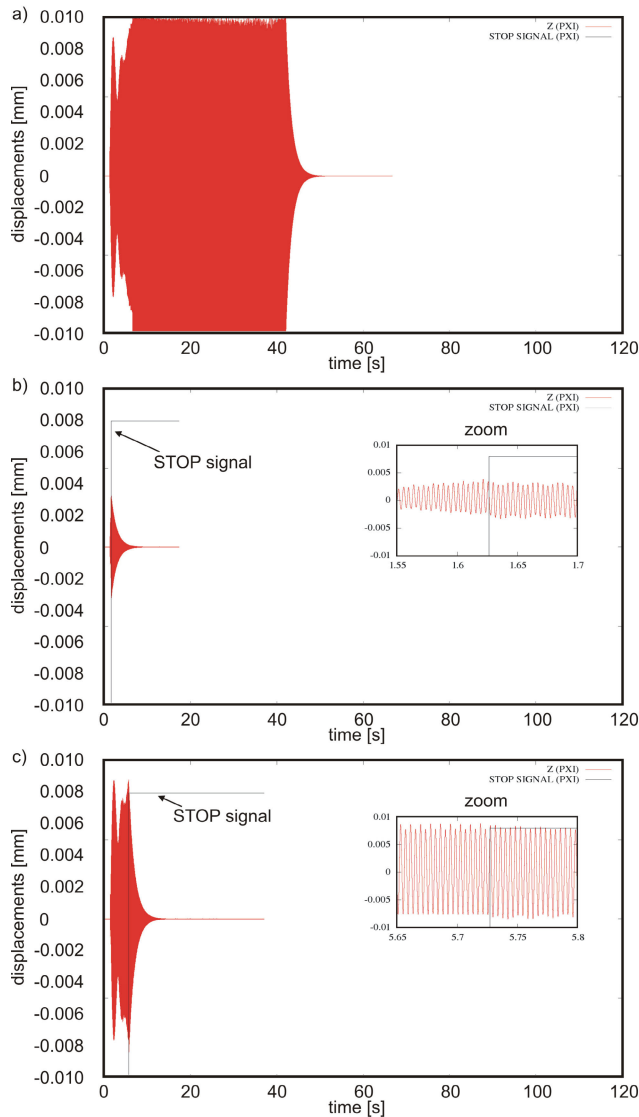 a)
0.010
0.008
0.006
0.004
0.002
0
-0.002
-0.004
-0.006
-0.008
-0.010
displacements [mm]
Z (PXI)
STOP SIGNAL (PXI)
0 20 40 60 80 100 120
time [s]
b)
0.010
0.008
0.006
0.004
0.002
0
-0.002
-0.004
-0.006
-0.008
-0.010
displacements [mm]
Z (PXI)
STOP SIGNAL (PXI)
STOP signal
zoom
0.01
0.005
0
-0.005
-0.01
1.55 1.6 1.65 1.7
0 20 40 60 80 100 120
time [s]
c)
0.010
0.008
0.006
0.004
0.002
0
-0.002
-0.004
-0.006
-0.008
-0.010
displacements [mm]
Z (PXI)
STOP SIGNAL (PXI)
STOP signal
zoom
0.01
0.005
0
-0.005
-0.01
5.65 5.7 5.75 5.8
0 20 40 60 80 100 120
time [s]